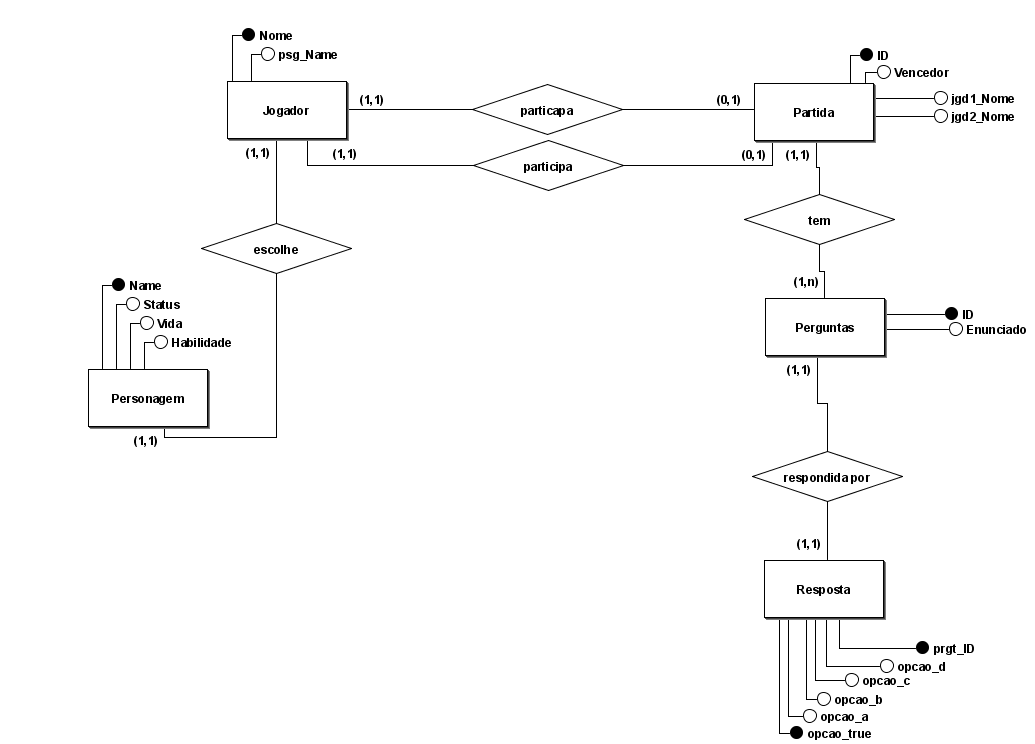 Nome
psg_Name
Jogador
(1,1)
particapa
(0,1)
ID
Vencedor
Partida
jgd1_Nome
jgd2_Nome
(1,1)
(1,1)
participa
(0,1)
(1,1)
tem
escolhe
(1,n)
Name
Status
Vida
Habilidade
Personagem
(1,1)
Perguntas
ID
Enunciado
(1,1)
respondida por
(1,1)
Resposta
prgt_ID
opcao_d
opcao_c
opcao_b
opcao_a
opcao_true